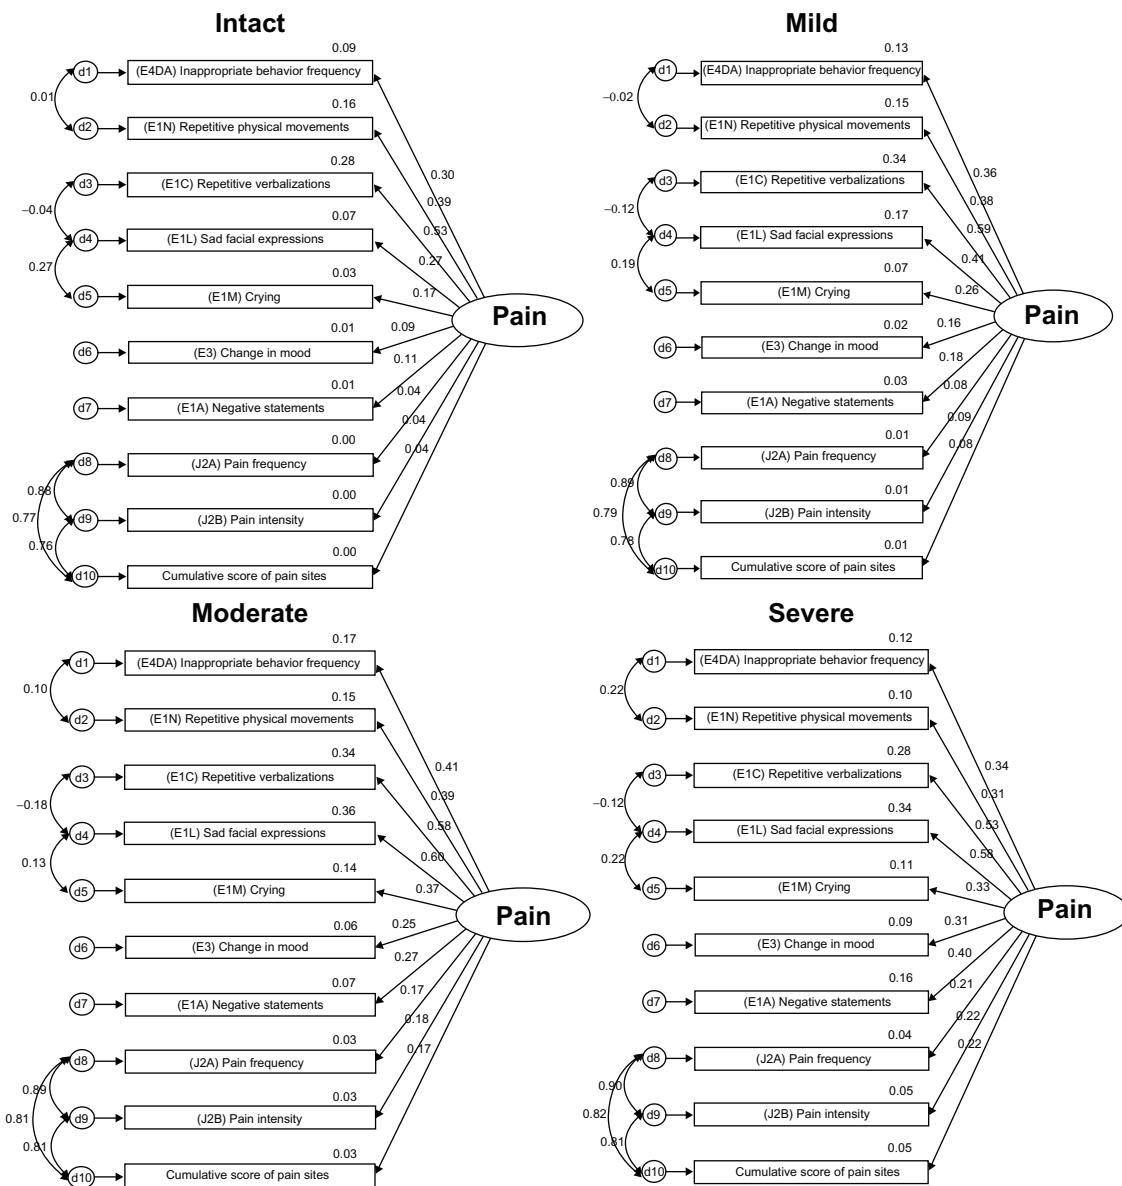 Intact
0.09
d1 (E4DA) Inappropriate behavior frequency
0.01
0.16
d2 (E1N) Repetitive physical movements
0.28
d3 (E1C) Repetitive verbalizations
0.30
0.39
−0.04
0.07
d4 (E1L) Sad facial expressions
0.53
0.27
0.27
0.03
d5 (E1M) Crying
0.17
Pain
0.01
0.09
d6 (E3) Change in mood
0.11
0.01
0.04
d7 (E1A) Negative statements
0.04
0.00
0.04
d8 (J2A) Pain frequency
0.88
0.00
0.77
d9 (J2B) Pain intensity
0.76
0.00
d10 Cumulative score of pain sites
Mild
0.13
d1 (E4DA) Inappropriate behavior frequency
−0.02
0.15
d2 (E1N) Repetitive physical movements
0.34
d3 (E1C) Repetitive verbalizations
0.36
0.38
−0.12
0.17
d4 (E1L) Sad facial expressions
0.59
0.41
0.19
0.07
d5 (E1M) Crying
0.26
Pain
0.02
0.16
d6 (E3) Change in mood
0.18
0.03
0.08
d7 (E1A) Negative statements
0.09
0.01
0.08
d8 (J2A) Pain frequency
0.89
0.01
0.79
d9 (J2B) Pain intensity
0.78
0.01
d10 Cumulative score of pain sites
Moderate
0.17
d1 (E4DA) Inappropriate behavior frequency
0.10
0.15
d2 (E1N) Repetitive physical movements
0.34
d3 (E1C) Repetitive verbalizations
0.41
0.39
−0.18
0.36
d4 (E1L) Sad facial expressions
0.58
0.60
0.13
0.14
d5 (E1M) Crying
0.37
Pain
0.06
0.25
d6 (E3) Change in mood
0.27
0.07
0.17
d7 (E1A) Negative statements
0.18
0.03
0.17
d8 (J2A) Pain frequency
0.89
0.03
0.81
d9 (J2B) Pain intensity
0.81
0.03
d10 Cumulative score of pain sites
Severe
0.12
d1 (E4DA) Inappropriate behavior frequency
0.22
0.10
d2 (E1N) Repetitive physical movements
0.28
d3 (E1C) Repetitive verbalizations
0.34
0.31
−0.12
0.34
d4 (E1L) Sad facial expressions
0.53
0.58
0.22
0.11
d5 (E1M) Crying
0.33
Pain
0.09
0.31
d6 (E3) Change in mood
0.40
0.16
0.21
d7 (E1A) Negative statements
0.22
0.04
0.22
d8 (J2A) Pain frequency
0.90
0.05
0.82
d9 (J2B) Pain intensity
0.81
0.05
d10 Cumulative score of pain sites